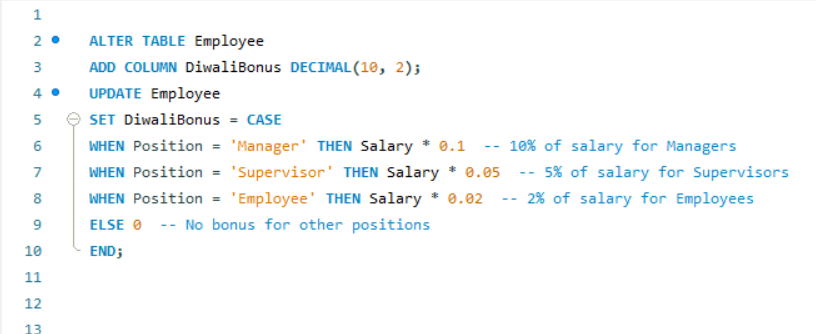 1
2 ALTER TABLE Employee
3 ADD COLUMN DiwaliBonus DECIMAL(10, 2);
4 UPDATE Employee
5 SET DiwaliBonus = CASE
6 WHEN Position = 'Manager' THEN Salary * 0.1  -- 10% of salary for Managers
7 WHEN Position = 'Supervisor' THEN Salary * 0.05  -- 5% of salary for Supervisors
8 WHEN Position = 'Employee' THEN Salary * 0.02  -- 2% of salary for Employees
9 ELSE 0  -- No bonus for other positions
10 END;
11
12
13